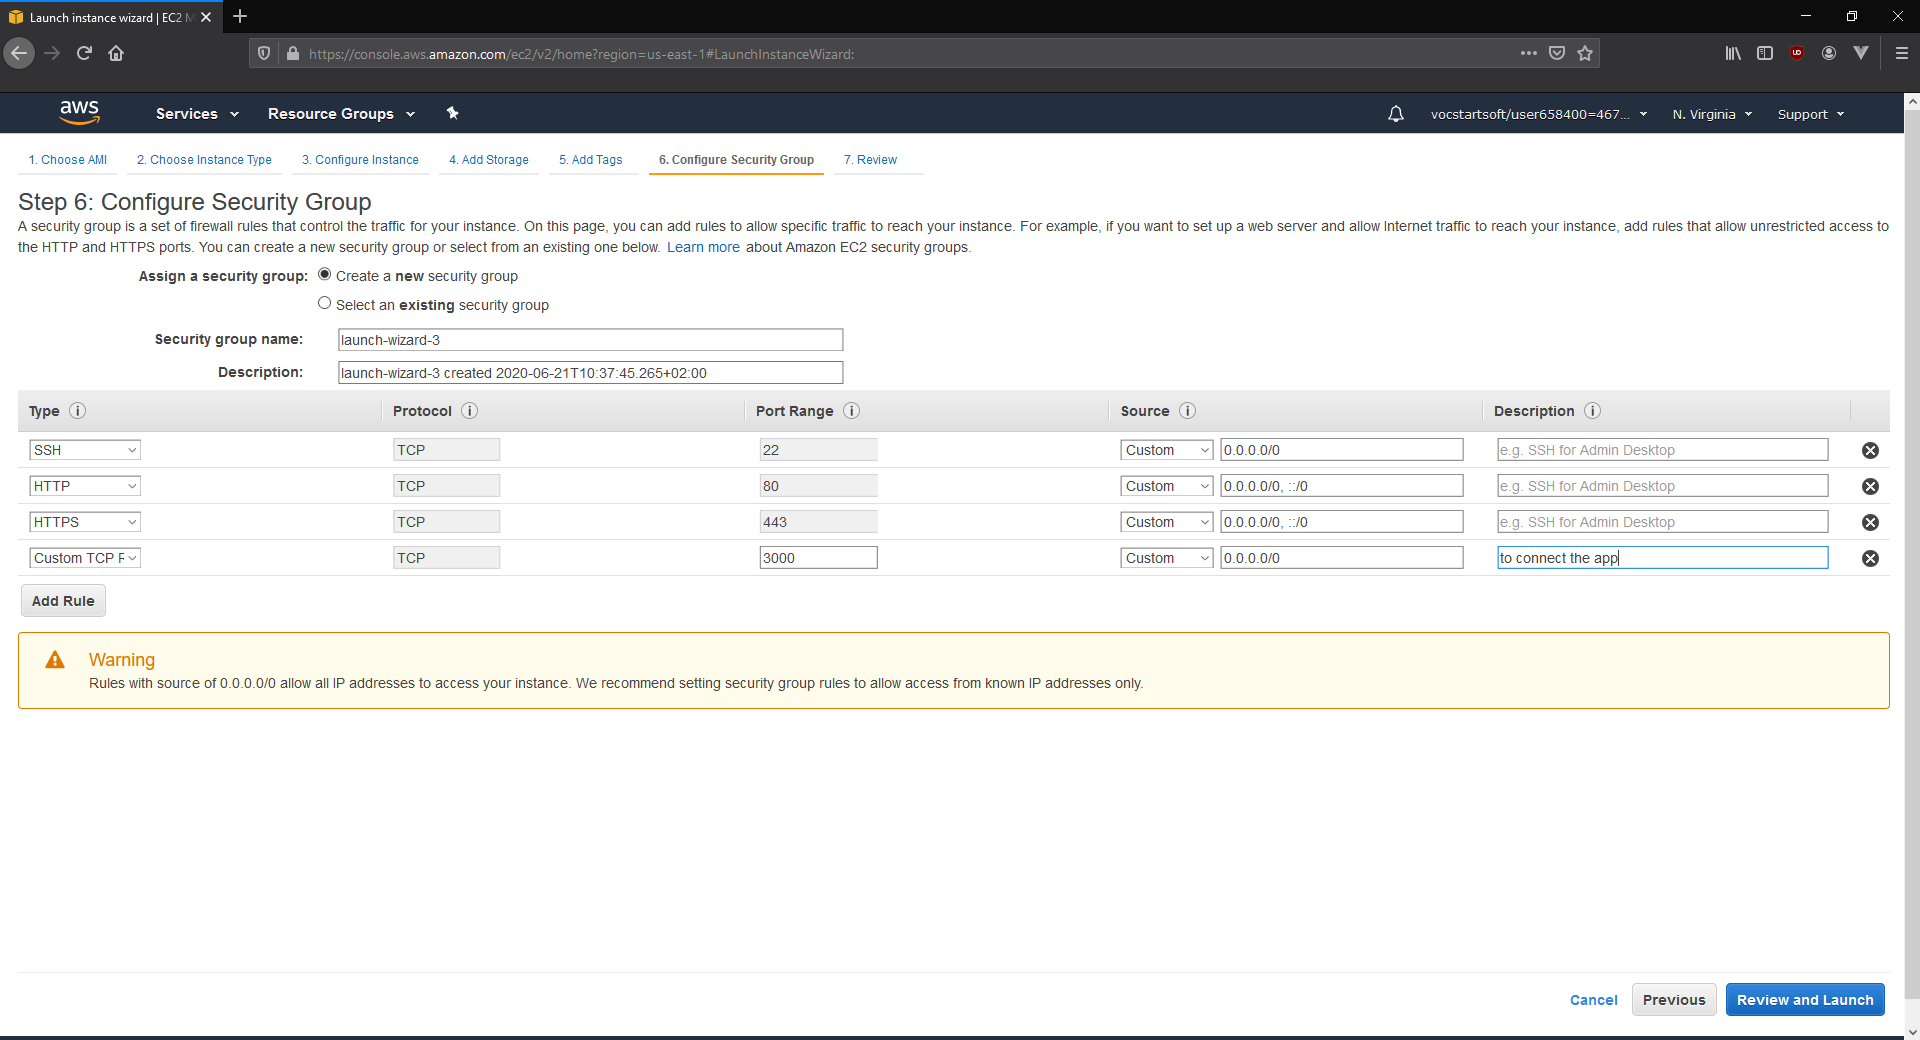 Launch instance wizard | EC2 M
https://console.aws.amazon.com/ec2/v2/home?region=us-east-1#LaunchInstanceWizard:
aws Services Resource Groups vocstartsoft/user658400=467... N. Virginia Support
1. Choose AMI 2. Choose Instance Type 3. Configure Instance 4. Add Storage 5. Add Tags 6. Configure Security Group 7. Review
Step 6: Configure Security Group
A security group is a set of firewall rules that control the traffic for your instance. On this page, you can add rules to allow specific traffic to reach your instance. For example, if you want to set up a web server and allow Internet traffic to reach your instance, add rules that allow unrestricted access to
the HTTP and HTTPS ports. You can create a new security group or select from an existing one below. Learn more about Amazon EC2 security groups.
Assign a security group: Create a new security group
Select an existing security group
Security group name: launch-wizard-3
Description: launch-wizard-3 created 2020-06-21T10:37:45.265+02:00
Type i Protocol i Port Range i Source i Description i
SSH TCP 22 Custom 0.0.0.0/0 e.g. SSH for Admin Desktop
HTTP TCP 80 Custom 0.0.0.0/0, ::/0 e.g. SSH for Admin Desktop
HTTPS TCP 443 Custom 0.0.0.0/0, ::/0 e.g. SSH for Admin Desktop
Custom TCP R TCP 3000 Custom 0.0.0.0/0 to connect the app
Add Rule
Warning
Rules with source of 0.0.0.0/0 allow all IP addresses to access your instance. We recommend setting security group rules to allow access from known IP addresses only.
Cancel Previous Review and Launch